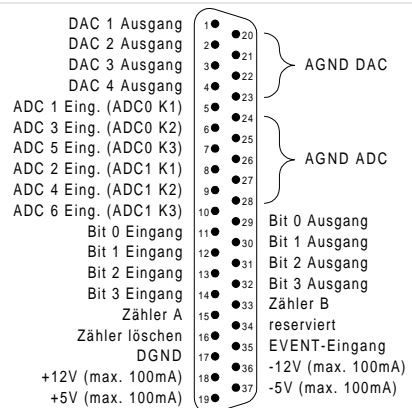 DAC 1 Ausgang 1
DAC 2 Ausgang 2
DAC 3 Ausgang 3
DAC 4 Ausgang 4
ADC 1 Eing. (ADC0 K1) 5
ADC 3 Eing. (ADC0 K2) 6
ADC 5 Eing. (ADC0 K3) 7
ADC 2 Eing. (ADC1 K1) 8
ADC 4 Eing. (ADC1 K2) 9
ADC 6 Eing. (ADC1 K3) 10
Bit 0 Eingang 11
Bit 1 Eingang 12
Bit 2 Eingang 13
Bit 3 Eingang 14
Zähler A 15
Zähler löschen 16
DGND 17
+12V (max. 100mA) 18
+5V (max. 100mA) 19
20
21
22
23
AGND DAC
24
25
26
27
28
AGND ADC
29 Bit 0 Ausgang
30 Bit 1 Ausgang
31 Bit 2 Ausgang
32 Bit 3 Ausgang
33 Zähler B
34 reserviert
35 EVENT-Eingang
36 -12V (max. 100mA)
37 -5V (max. 100mA)